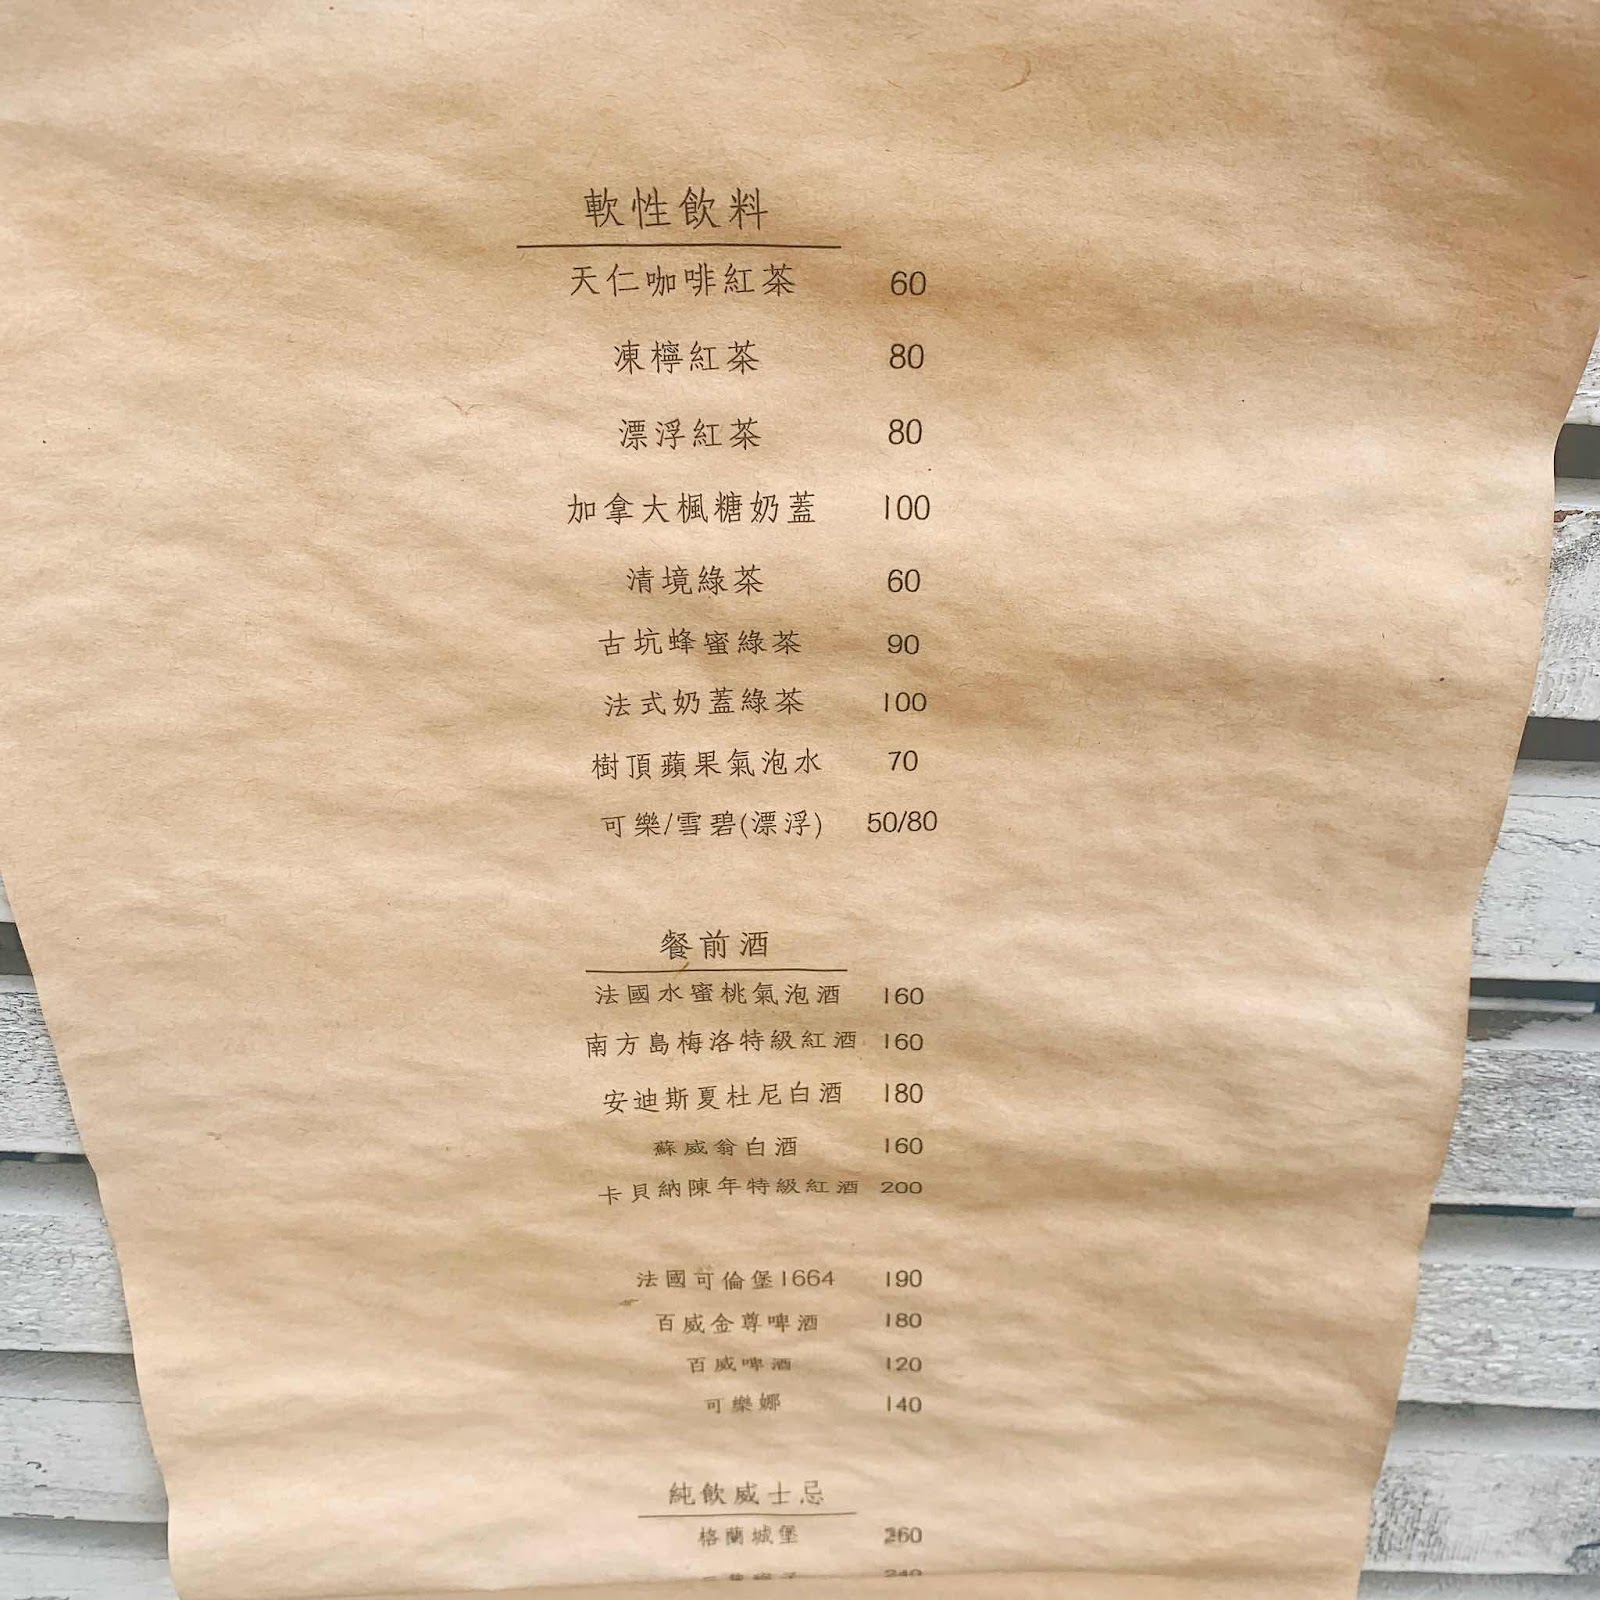 軟性飲料
天仁咖啡紅茶 60
凍檸紅茶 80
漂浮紅茶 80
加拿大楓糖奶蓋 100
清境綠茶 60
古坑蜂蜜綠茶 90
法式奶蓋綠茶 100
樹頂蘋果氣泡水 70
可樂/雪碧(漂浮) 50/80
餐前酒
法國水蜜桃氣泡酒 160
南方島梅洛特級紅酒 160
安迪斯夏杜尼白酒 180
蘇威翁白酒 160
卡貝納陳年特級紅酒 200
法國可倫堡1664 190
百威金尊啤酒 180
百威啤酒 120
可樂娜 140
純飲威士忌
格蘭城堡 260
240